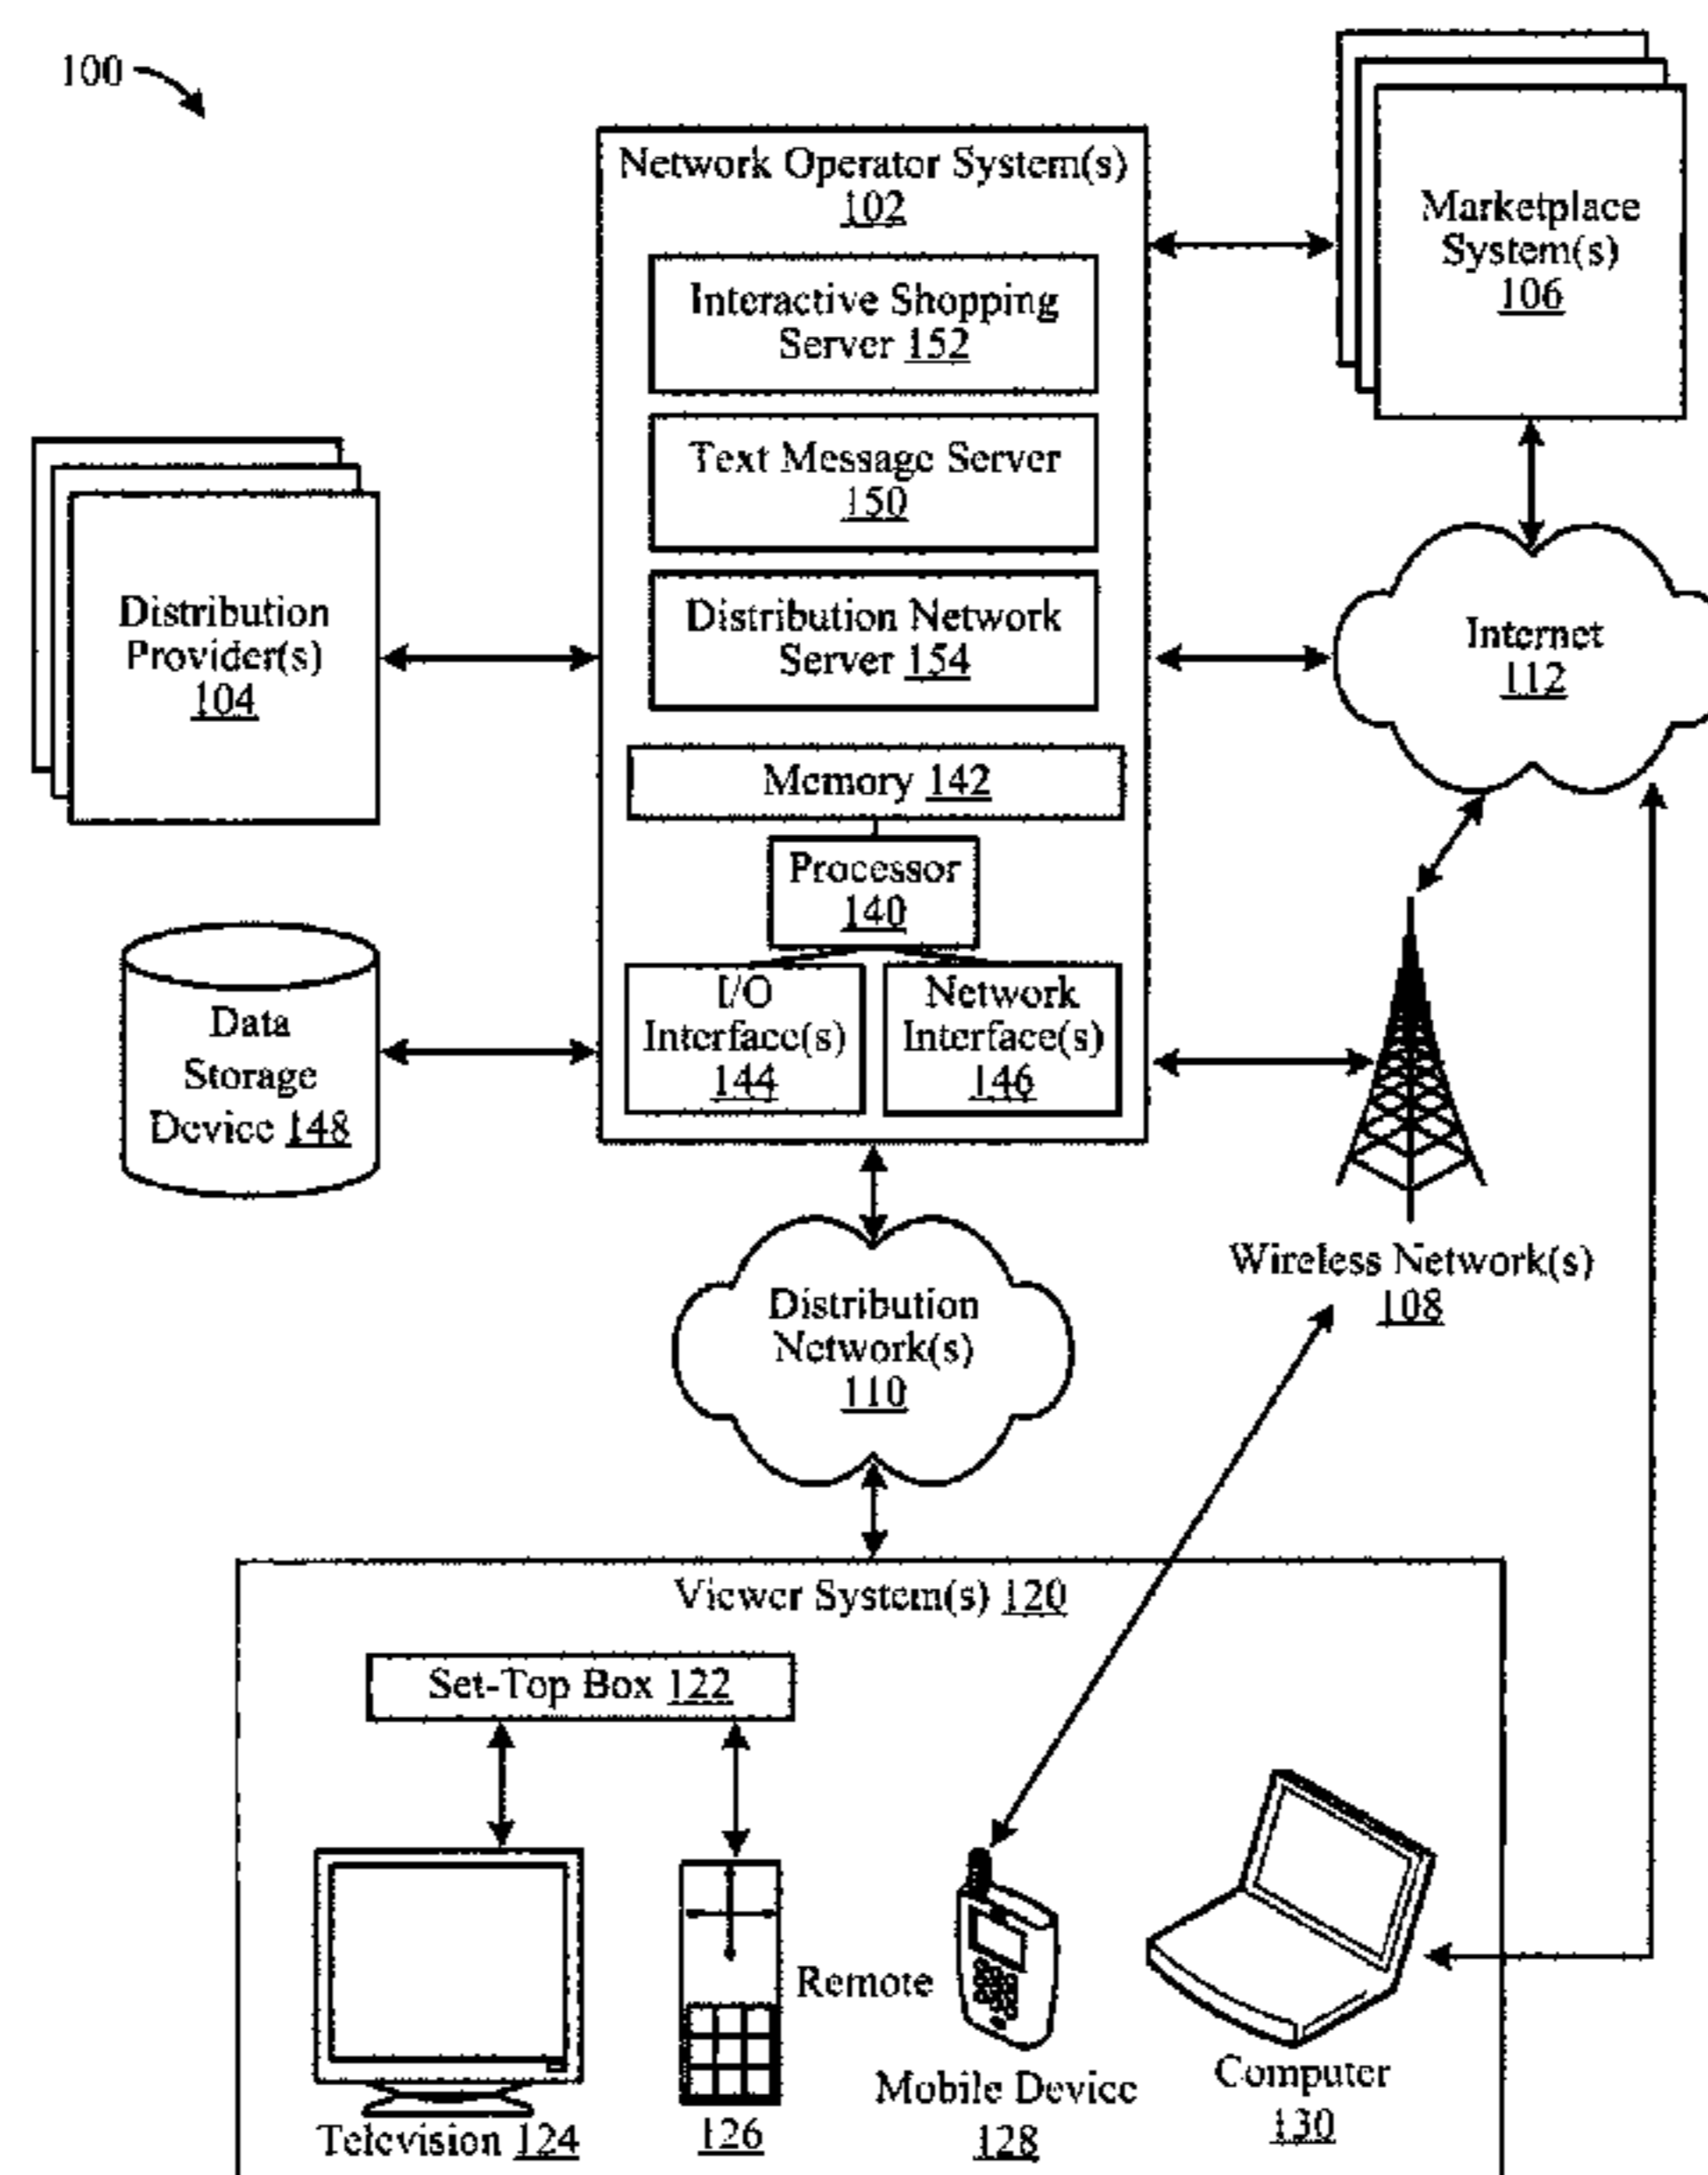 100
Network Operator System(s)
102
Interactive Shopping
Server 152
Text Message Server
150
Distribution Network
Server 154
Memory 142
Processor
140
I/O
Interface(s)
144
Network
Interface(s)
146
Marketplace
System(s)
106
Distribution
Provider(s)
104
Internet
112
Data
Storage
Device 148
Wireless Network(s)
108
Distribution
Network(s)
110
Viewer System(s) 120
Set-Top Box 122
Television 124
Remote
126
Mobile Device
128
Computer
130